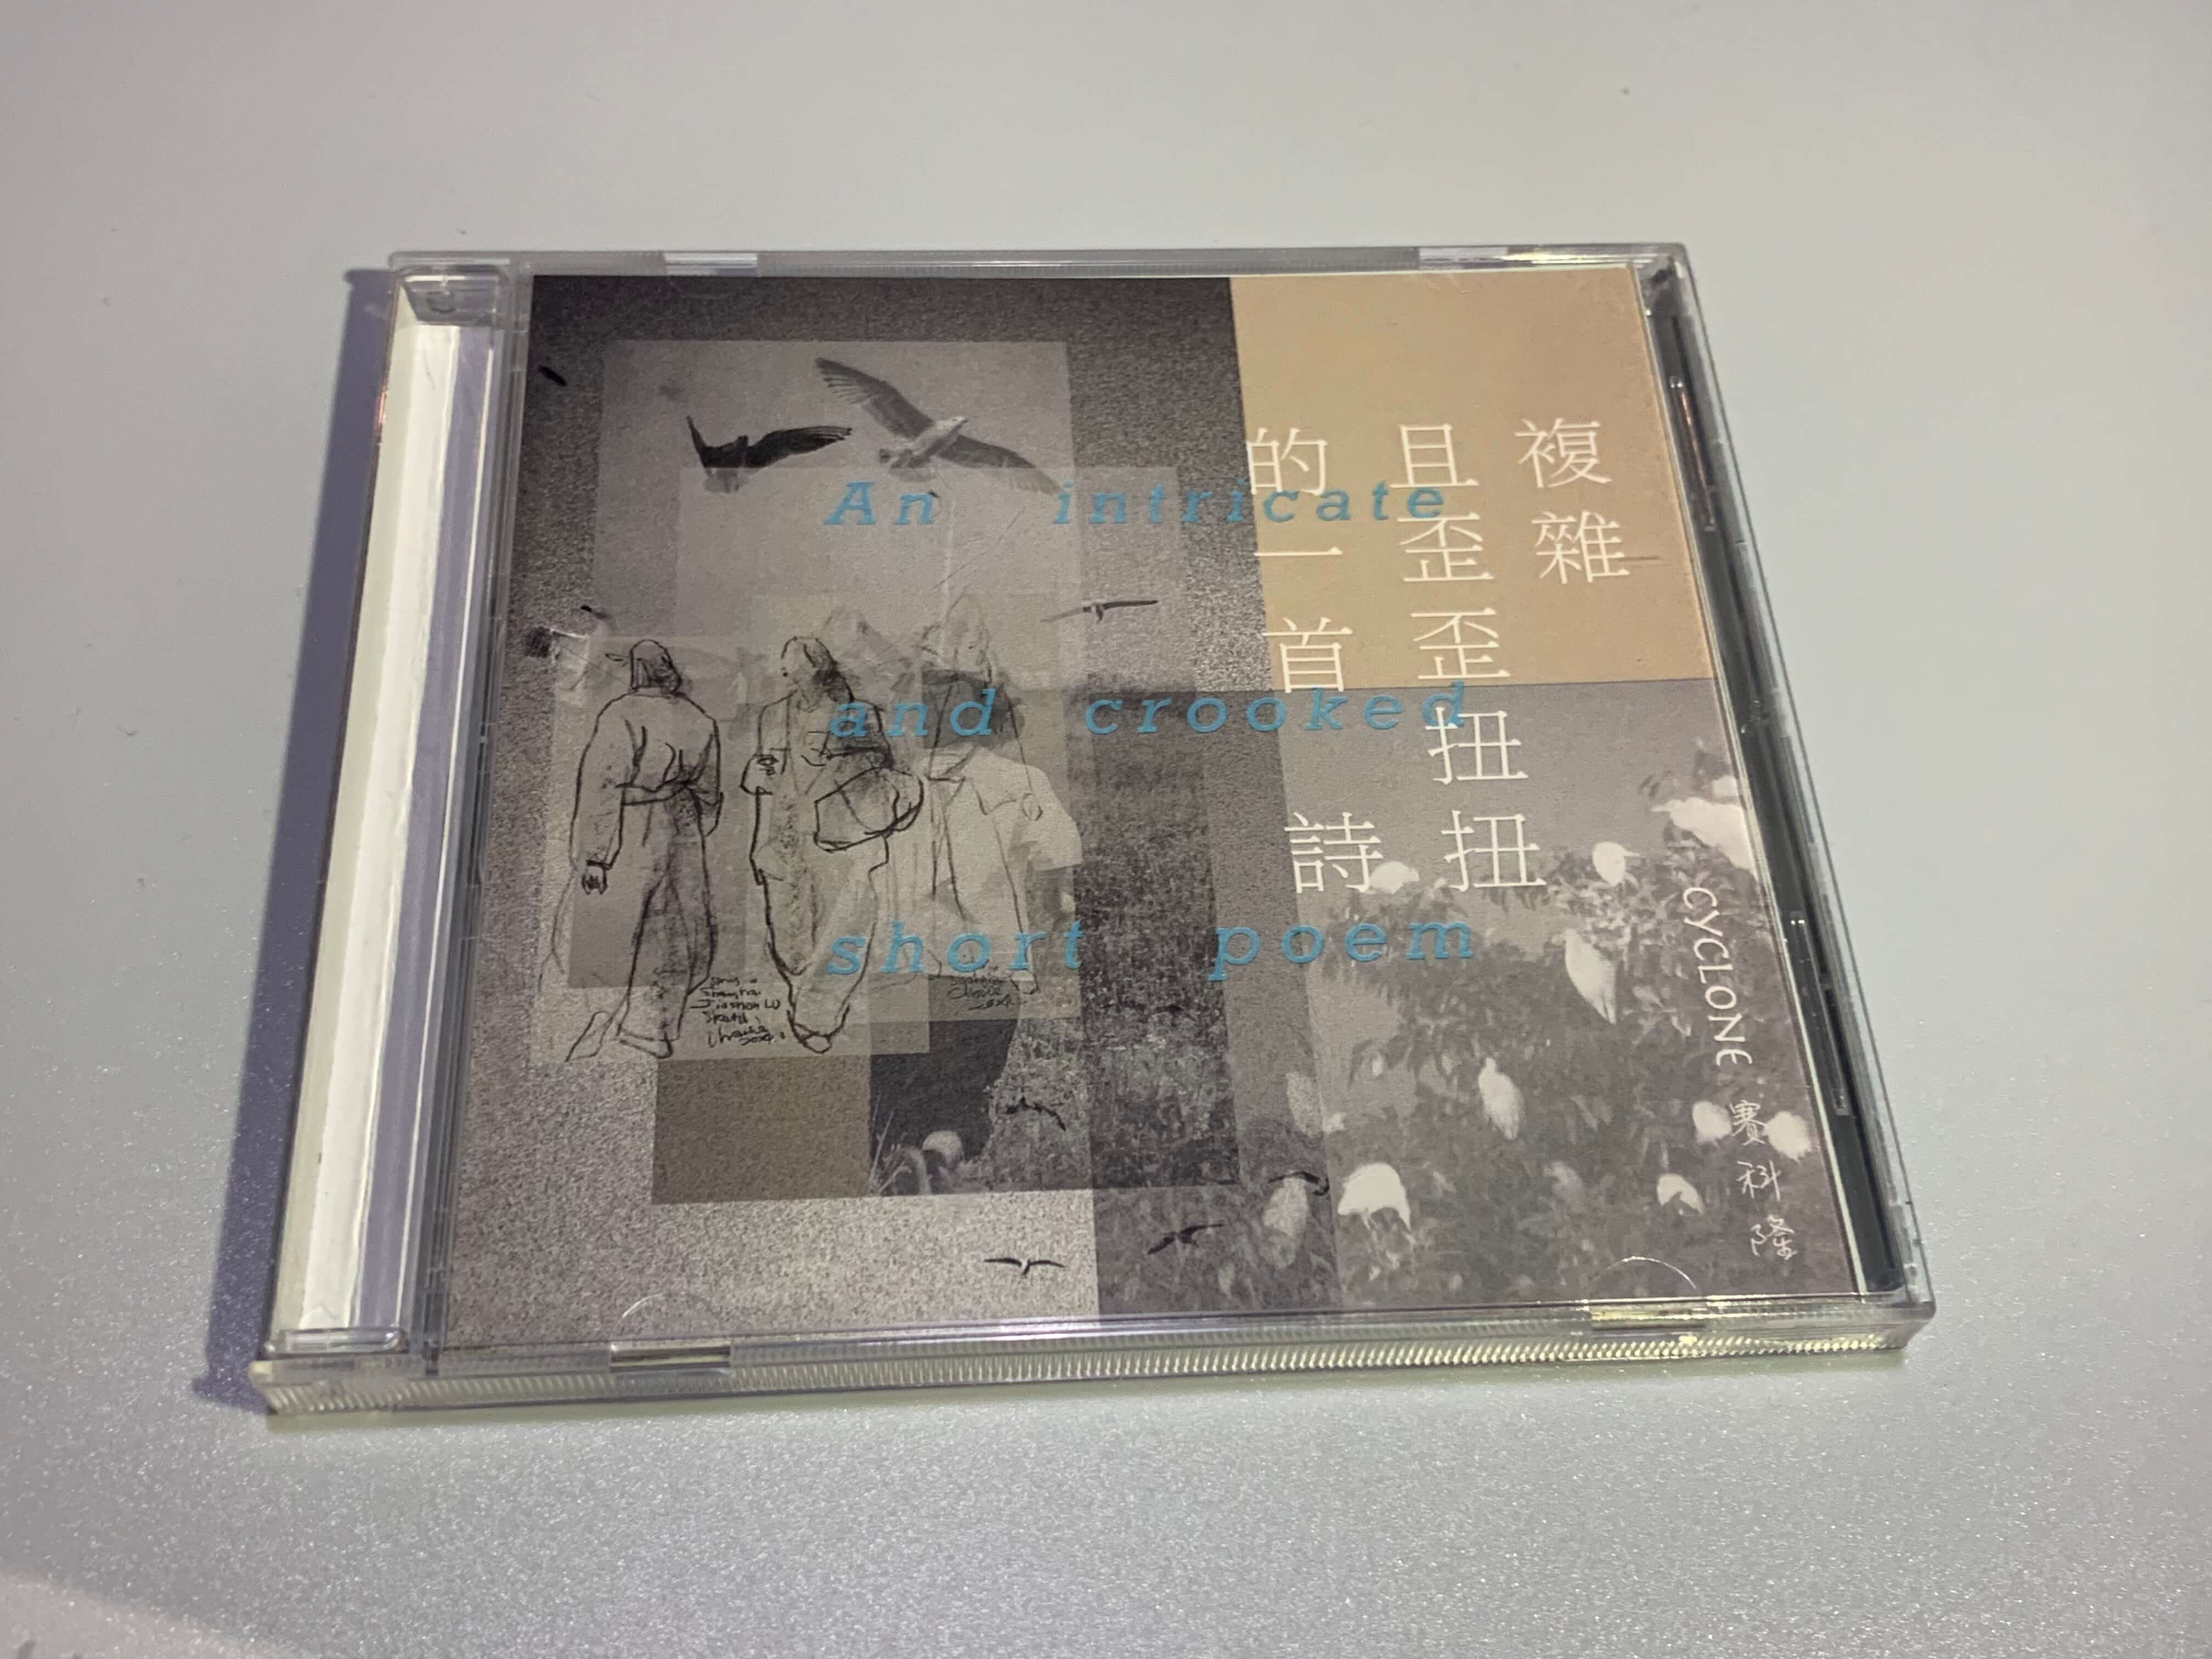 複雜
且歪歪扭扭
的一首詩
An intricate
and crooked
short poem
CYCLONE 賽科隆